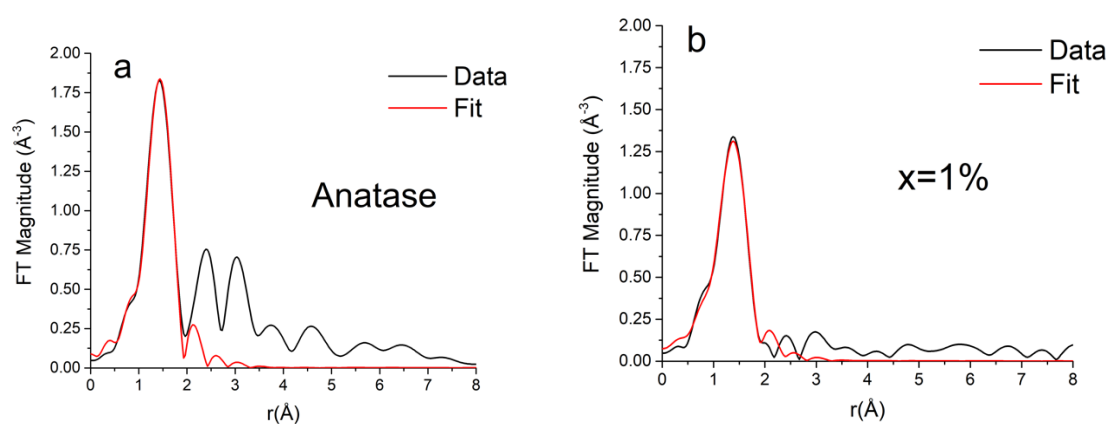 a
Data
Fit
Anatase
FT Magnitude (Å⁻³)
2.00
1.75
1.50
1.25
1.00
0.75
0.50
0.25
0.00
0 1 2 3 4 5 6 7 8
r(Å)
b
Data
Fit
x=1%
FT Magnitude (Å⁻³)
2.00
1.75
1.50
1.25
1.00
0.75
0.50
0.25
0.00
0 1 2 3 4 5 6 7 8
r(Å)